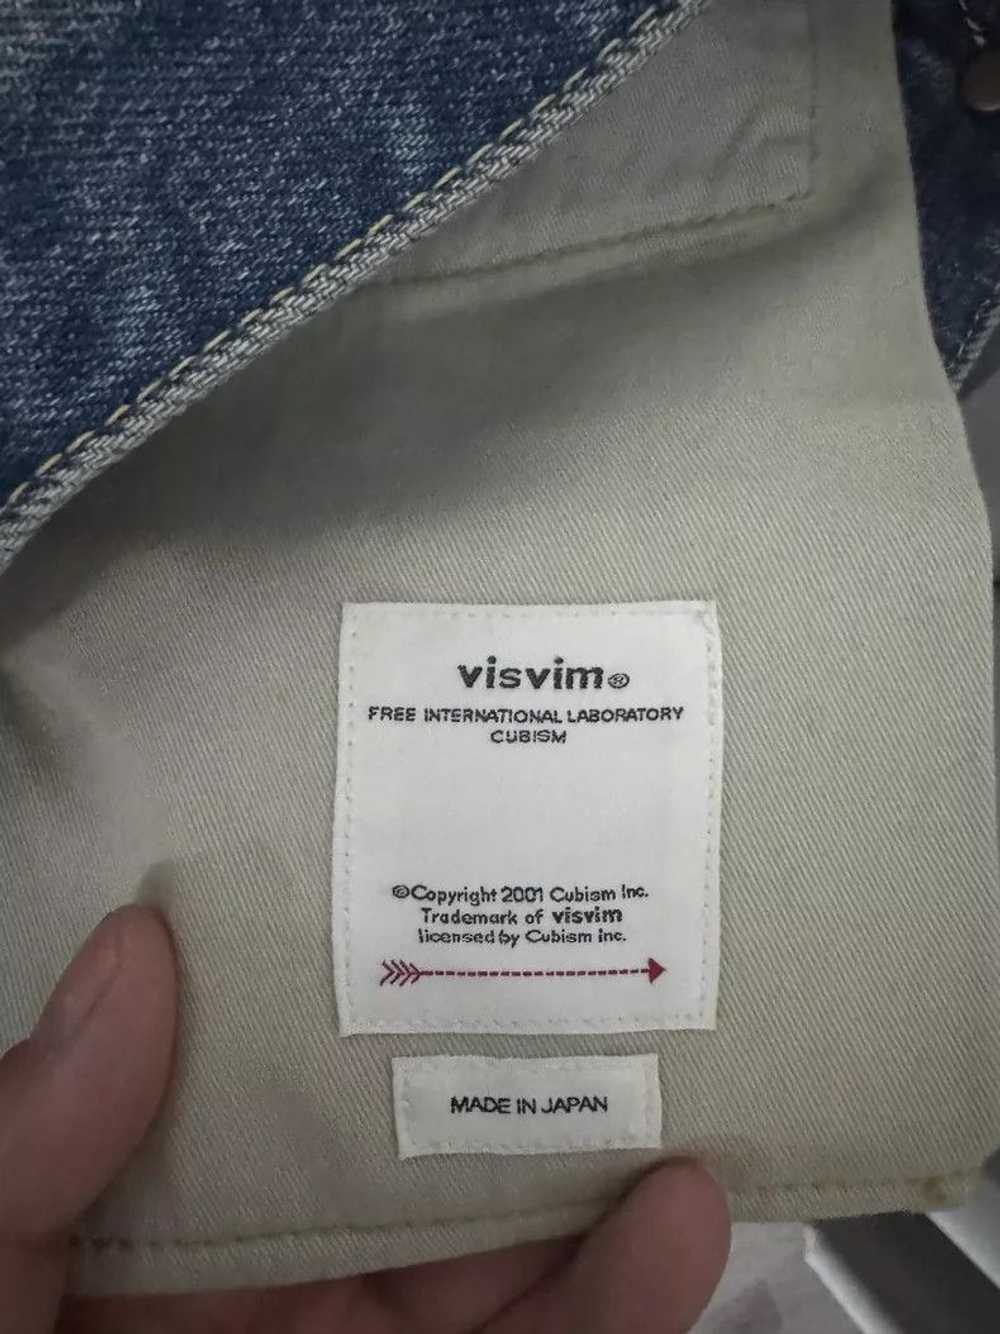 visvim®
FREE INTERNATIONAL LABORATORY
CUBISM
©Copyright 2001 Cubism Inc.
Trademark of visvim
licensed by Cubism inc.
MADE IN JAPAN